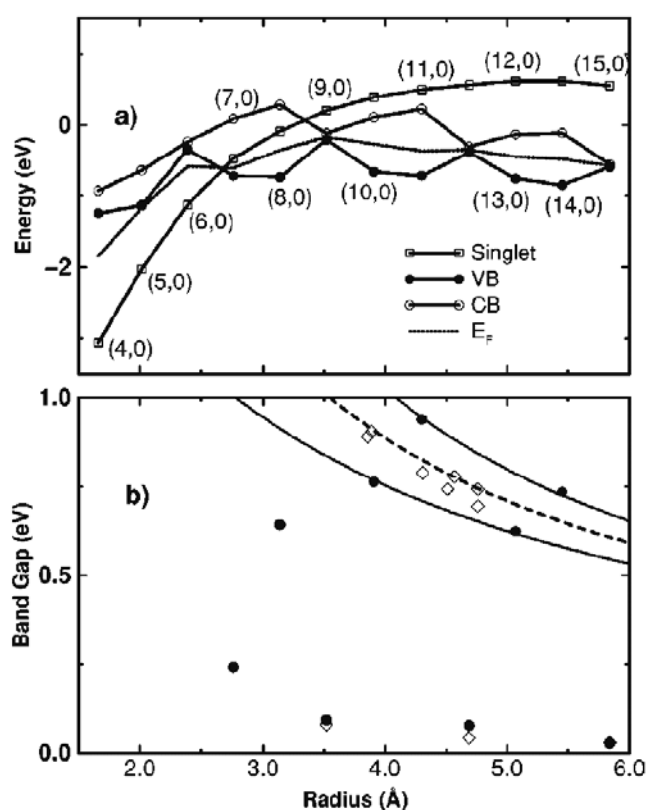 (7,0)
(9,0)
(11,0)
(12,0)
(15,0)
0
a)
Energy (eV)
(6,0)
(8,0)
(10,0)
(13,0)
(14,0)
−2
(5,0)
(4,0)
Singlet
VB
CB
E_F
1.0
b)
Band Gap (eV)
0.5
0.0
2.0 3.0 4.0 5.0 6.0
Radius (Å)